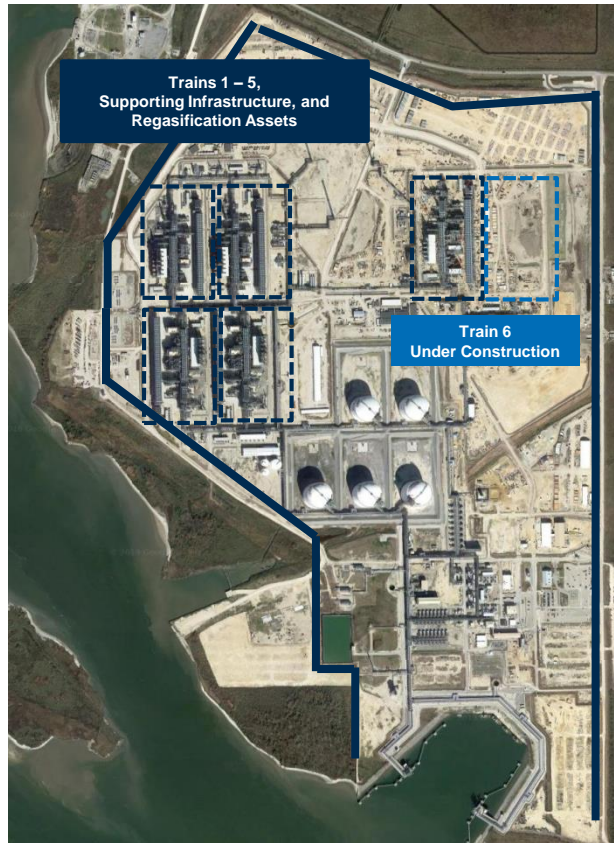 Trains 1 – 5,
Supporting Infrastructure, and
Regasification Assets
Train 6
Under Construction